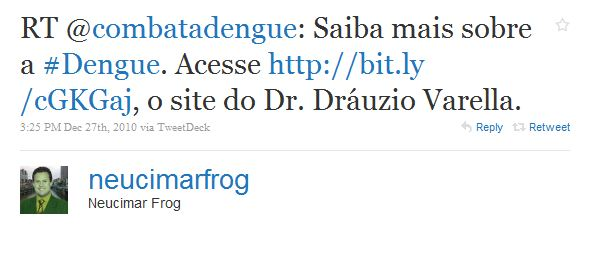 RT @combatadengue: Saiba mais sobre
a #Dengue. Acesse http://bit.ly
/cGKGaj, o site do Dr. Dráuzio Varella.
3:25 PM Dec 27th, 2010 via TweetDeck Reply Retweet
neucimarfrog
Neucimar Frog